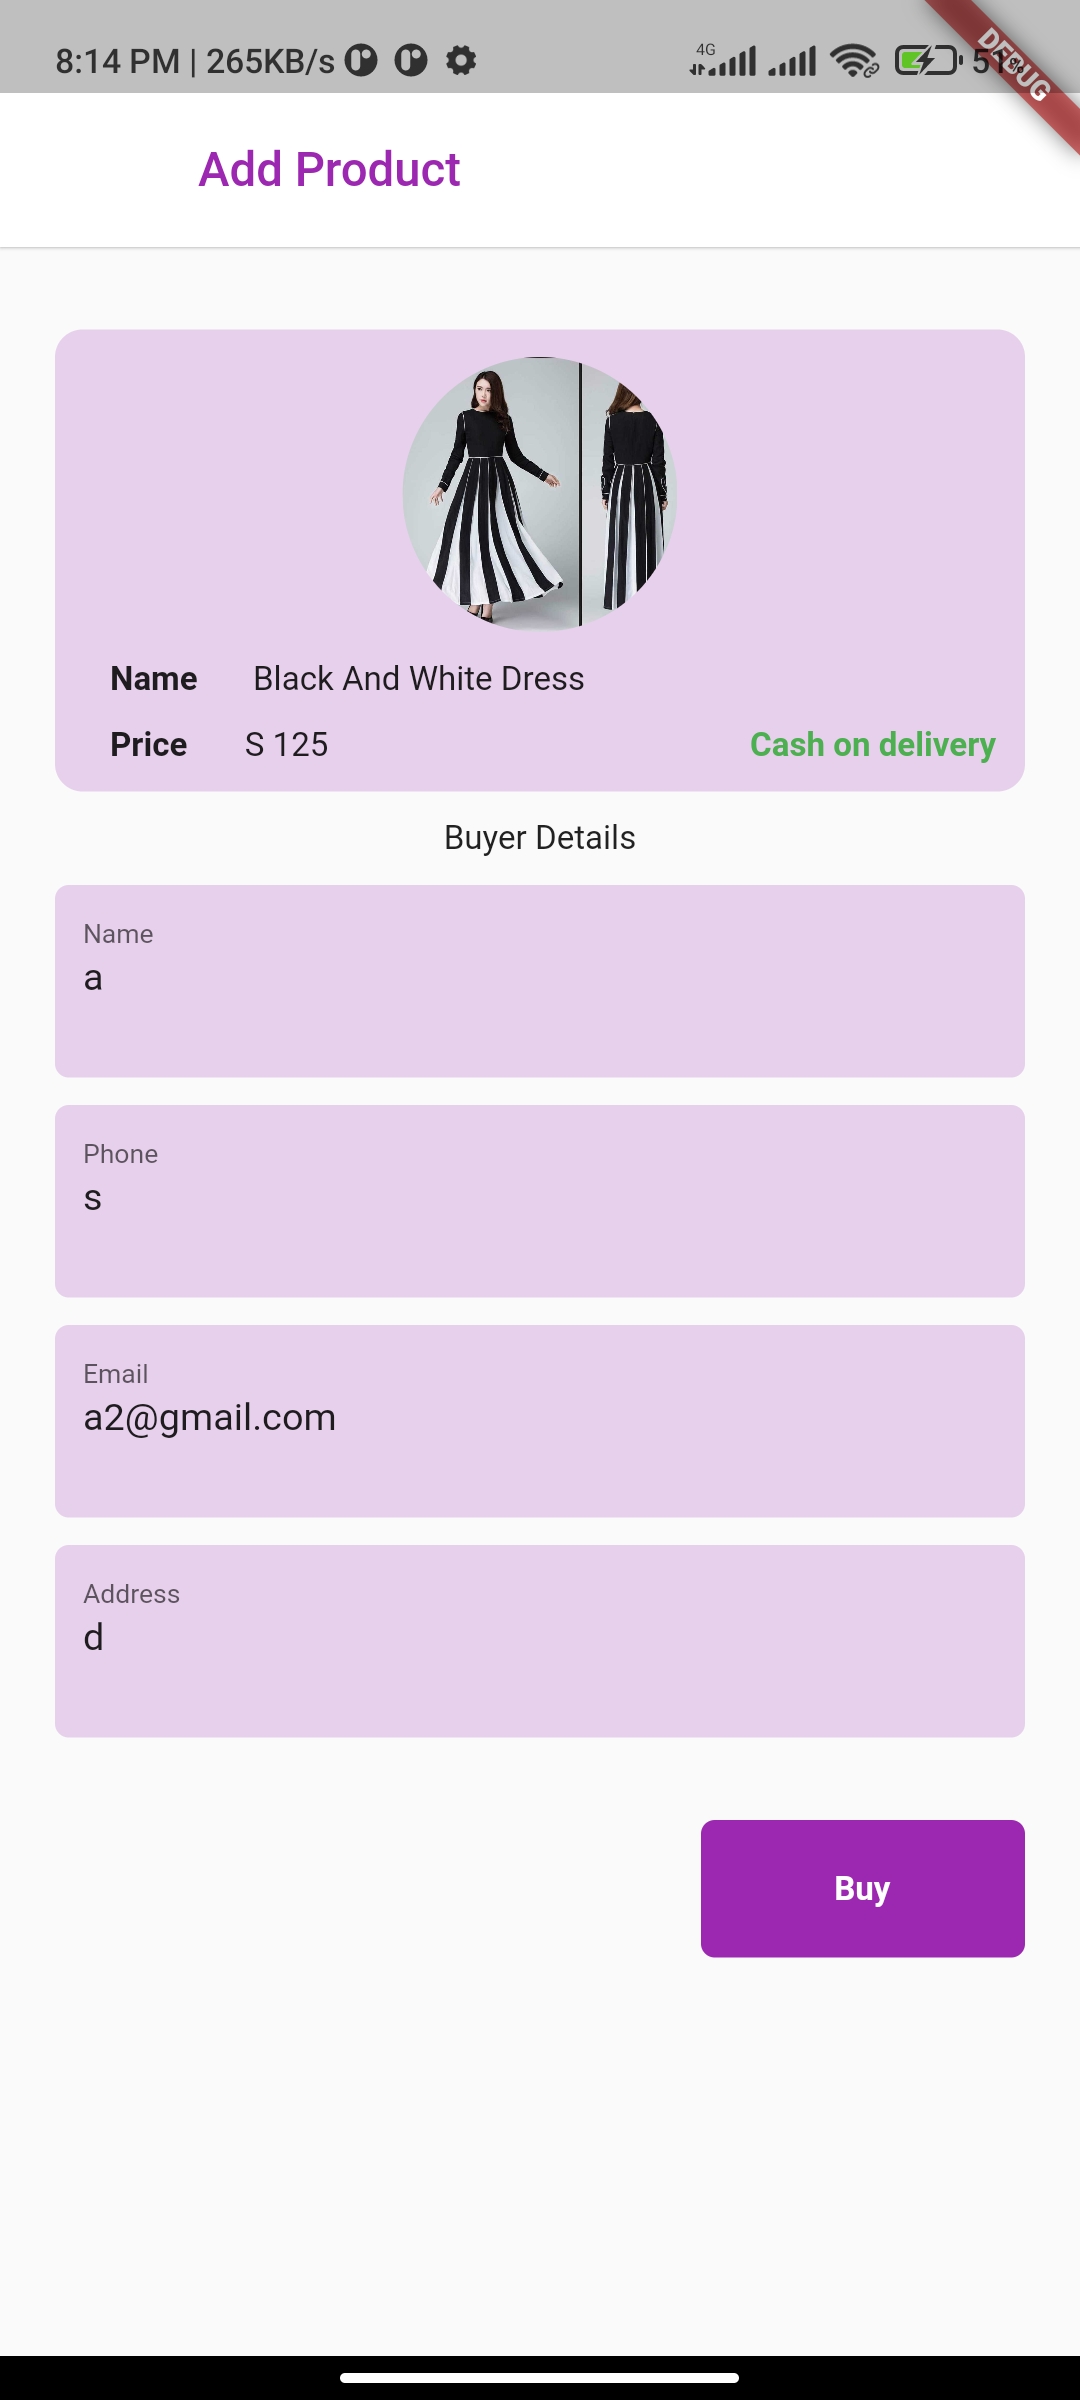 8:14 PM | 265KB/s 4G 51%
DEBUG
Add Product
Name Black And White Dress
Price S 125 Cash on delivery
Buyer Details
Name
a
Phone
s
Email
a2@gmail.com
Address
d
Buy